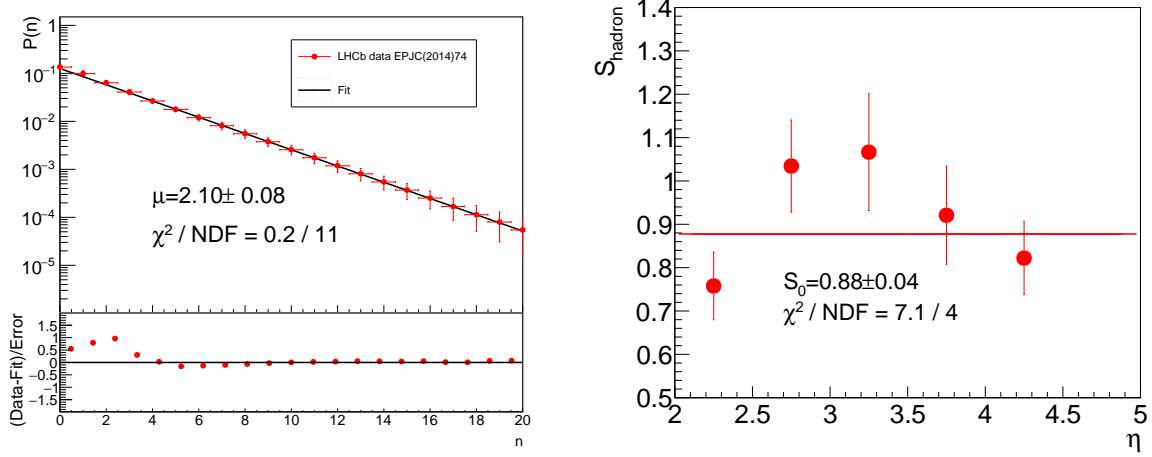 P(n)
1
10⁻¹
10⁻²
10⁻³
10⁻⁴
10⁻⁵
LHCb data EPJC(2014)74
Fit
μ=2.10± 0.08
χ² / NDF = 0.2 / 11
(Data-Fit)/Error
1.5
1
0.5
0
−0.5
−1
−1.5
0 2 4 6 8 10 12 14 16 18 20
n
S_hadron
1.4
1.3
1.2
1.1
1
0.9
0.8
0.7
0.6
0.5
S₀=0.88±0.04
χ² / NDF = 7.1 / 4
2 2.5 3 3.5 4 4.5 5
η